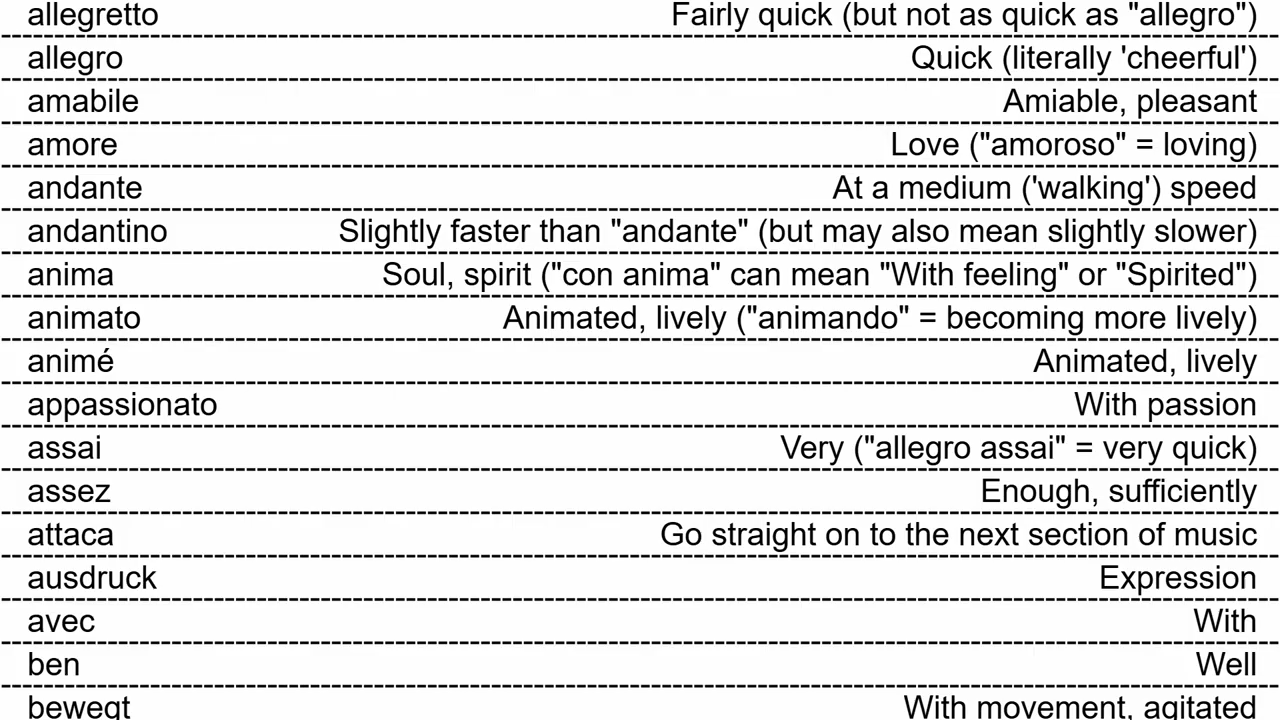 allegretto Fairly quick (but not as quick as "allegro")
allegro Quick (literally 'cheerful')
amabile Amiable, pleasant
amore Love ("amoroso" = loving)
andante At a medium ('walking') speed
andantino Slightly faster than "andante" (but may also mean slightly slower)
anima Soul, spirit ("con anima" can mean "With feeling" or "Spirited")
animato Animated, lively ("animando" = becoming more lively)
animé Animated, lively
appassionato With passion
assai Very ("allegro assai" = very quick)
assez Enough, sufficiently
attaca Go straight on to the next section of music
ausdruck Expression
avec With
ben Well
bewegt With movement, agitated